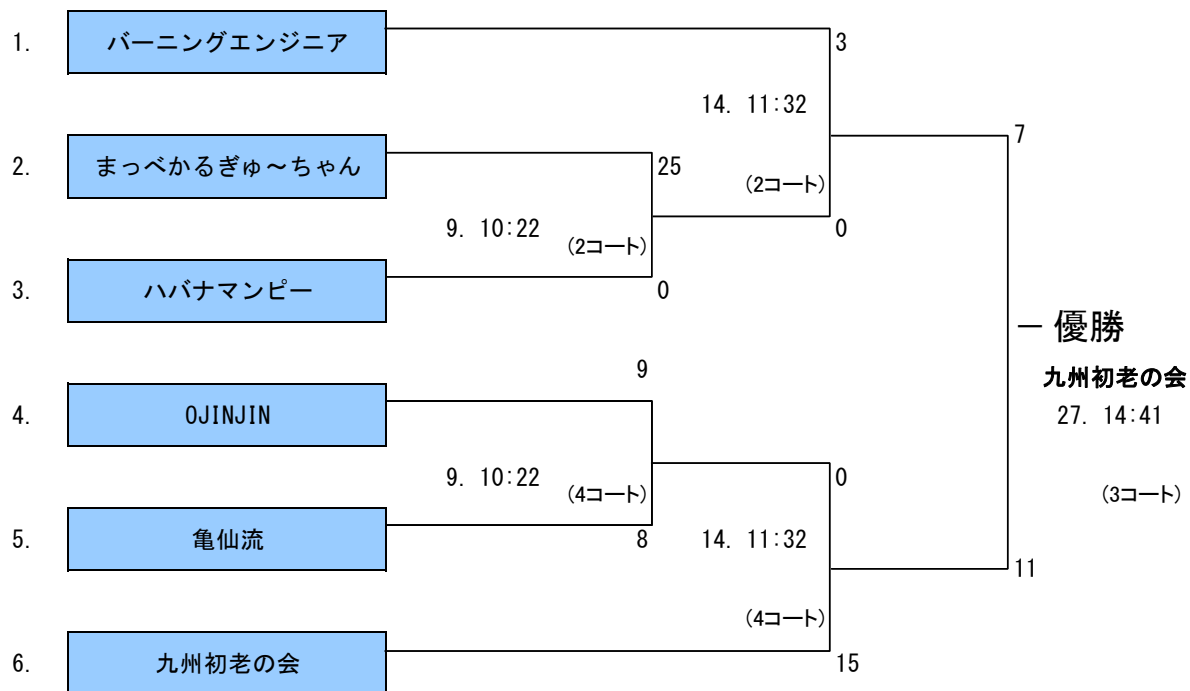 1. バーニングエンジニア 3
14. 11:32
7
2. まっべかるぎゅ～ちゃん 25
(2コート)
9. 10:22
(2コート)
0
3. ハバナマンピー 0
優勝
9
九州初老の会
4. OJINJIN
27. 14:41
9. 10:22
(4コート)
0
(3コート)
5. 亀仙流 8
14. 11:32
11
(4コート)
6. 九州初老の会 15